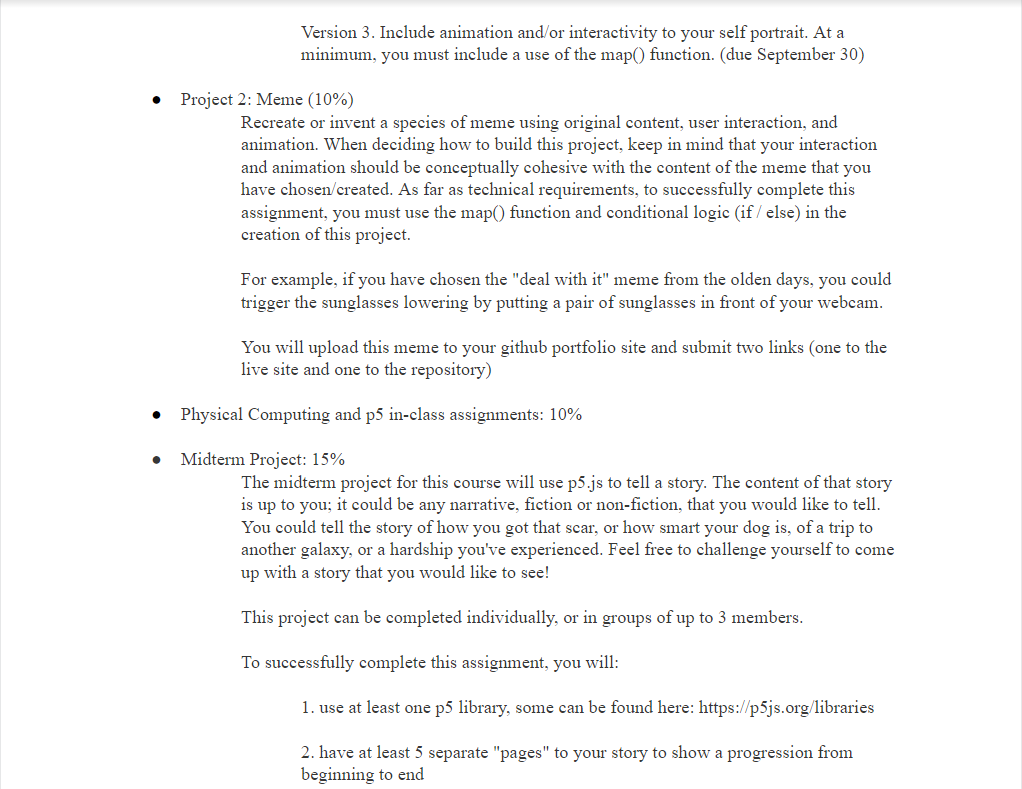 Version 3. Include animation and/or interactivity to your self portrait. At a
minimum, you must include a use of the map() function. (due September 30)
● Project 2: Meme (10%)
Recreate or invent a species of meme using original content, user interaction, and
animation. When deciding how to build this project, keep in mind that your interaction
and animation should be conceptually cohesive with the content of the meme that you
have chosen/created. As far as technical requirements, to successfully complete this
assignment, you must use the map() function and conditional logic (if / else) in the
creation of this project.
For example, if you have chosen the "deal with it" meme from the olden days, you could
trigger the sunglasses lowering by putting a pair of sunglasses in front of your webcam.
You will upload this meme to your github portfolio site and submit two links (one to the
live site and one to the repository)
● Physical Computing and p5 in-class assignments: 10%
● Midterm Project: 15%
The midterm project for this course will use p5.js to tell a story. The content of that story
is up to you; it could be any narrative, fiction or non-fiction, that you would like to tell.
You could tell the story of how you got that scar, or how smart your dog is, of a trip to
another galaxy, or a hardship you've experienced. Feel free to challenge yourself to come
up with a story that you would like to see!
This project can be completed individually, or in groups of up to 3 members.
To successfully complete this assignment, you will:
1. use at least one p5 library, some can be found here: https://p5js.org/libraries
2. have at least 5 separate "pages" to your story to show a progression from
beginning to end